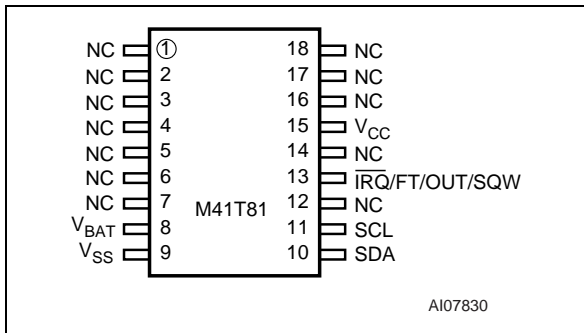 NC 1 18 NC
NC 2 17 NC
NC 3 16 NC
NC 4 15 VCC
NC 5 14 NC
NC 6 13 IRQ/FT/OUT/SQW
NC 7 12 NC
M41T81
VBAT 8 11 SCL
VSS 9 10 SDA
AI07830